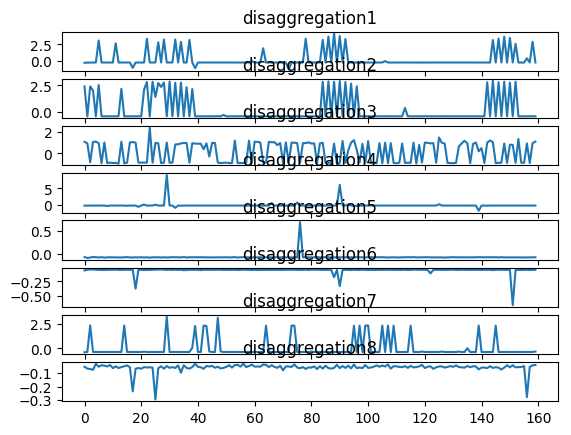 disaggregation1
2.5
0.0
disaggregation2
2.5
0.0
disaggregation3
2
0
disaggregation4
5
0
disaggregation5
0.5
0.0
disaggregation6
−0.25
−0.50
disaggregation7
2.5
0.0
disaggregation8
−0.1
−0.2
−0.3
0 20 40 60 80 100 120 140 160